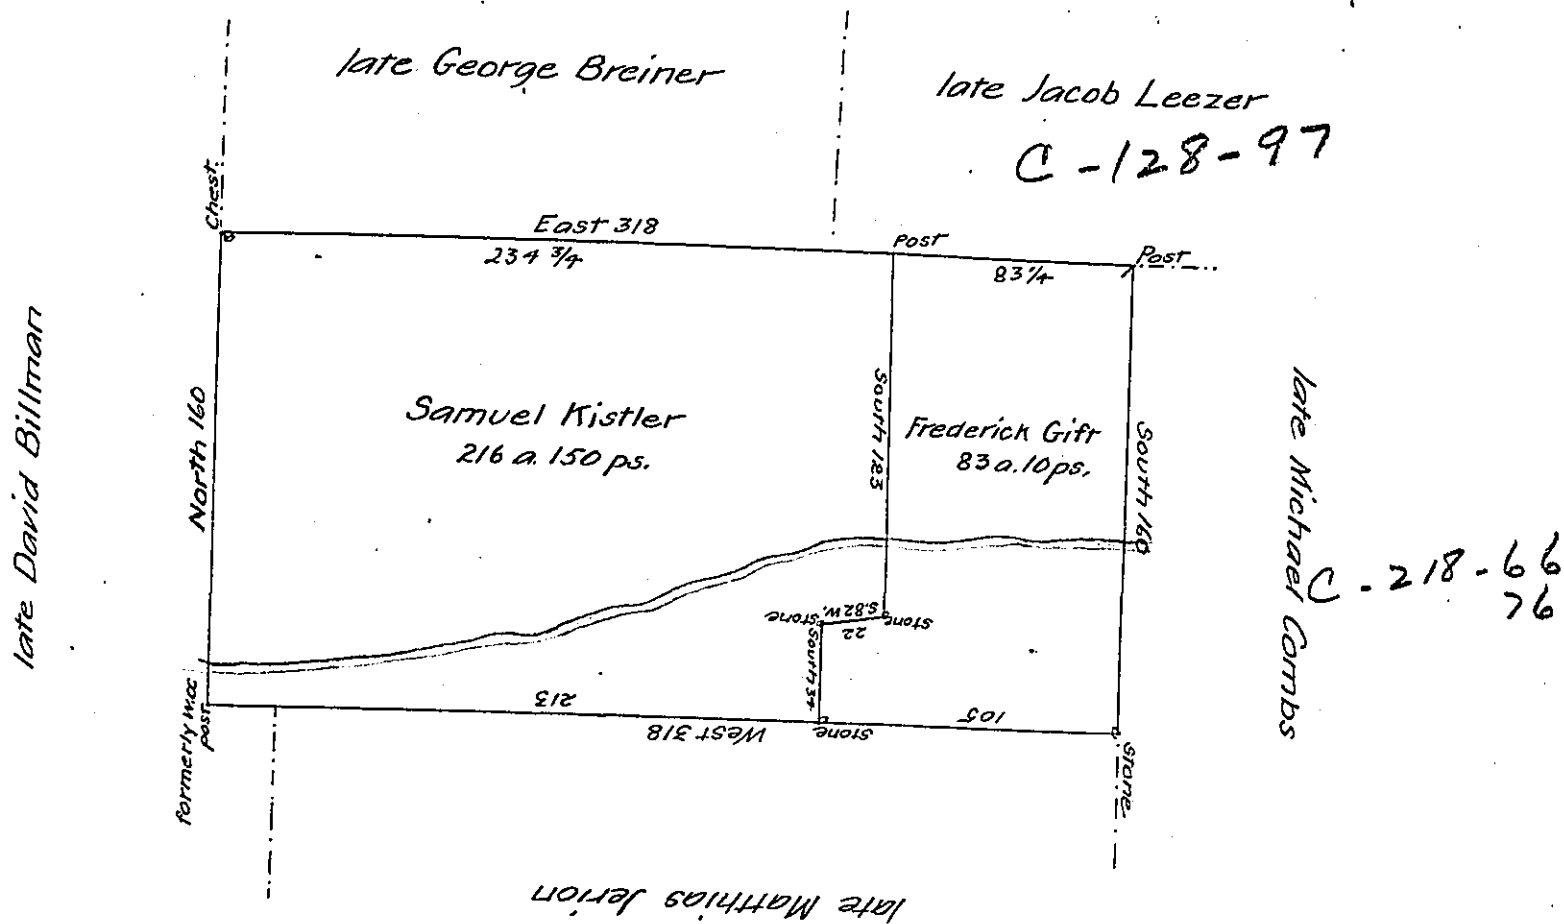 late George Breiner
late Jacob Leezer
C-128-97
Chest.
East 318
234 3/4
Post
83 1/4
Post
late David Billman
North 160
Samuel Kistler
216 a. 150 ps.
South 123
Frederick Gift
83 a. 10 ps.
South 160
late Michael Combs
C-218-66
76
stone
S. 82 W.
22
stone
South 34
formerly W.OC
post
213
West 318
stone
105
stone
late Matthias Jerion